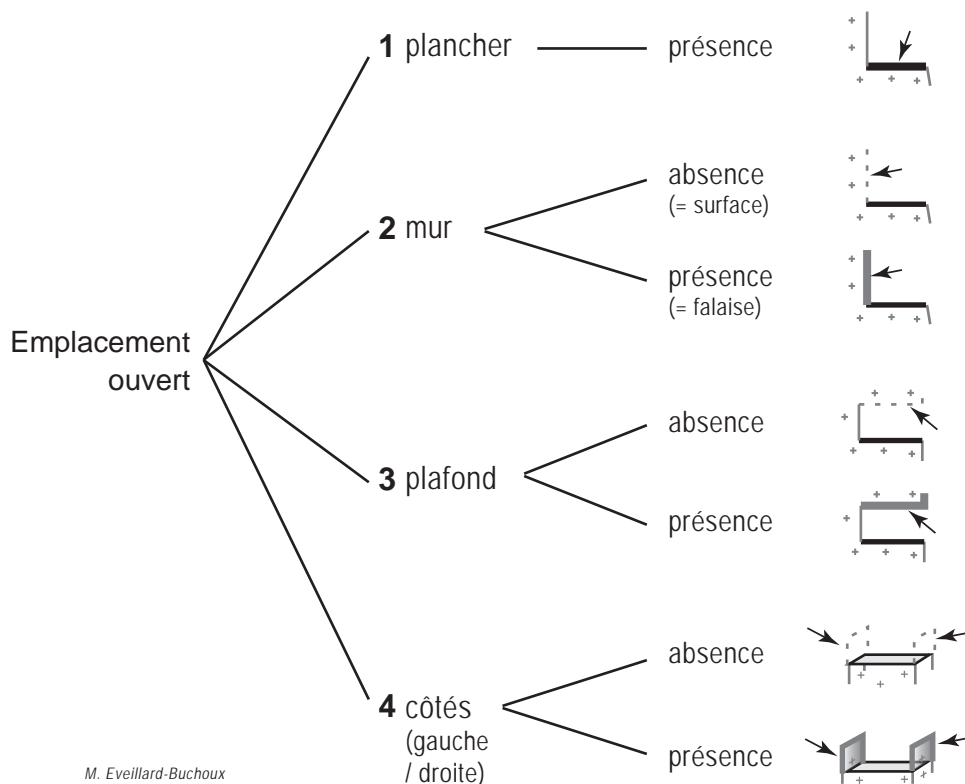 1 plancher
présence
absence
(= surface)
2 mur
présence
(= falaise)
Emplacement
ouvert
absence
3 plafond
présence
absence
4 côtés
(gauche
/ droite)
présence
M. Eveillard-Buchoux